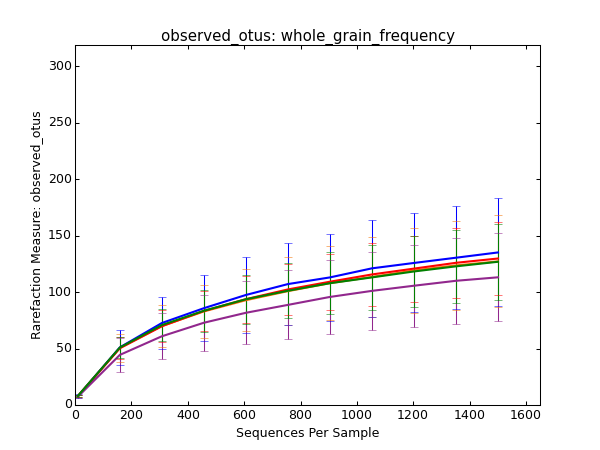 observed_otus: whole_grain_frequency
Rarefaction Measure: observed_otus
300
250
200
150
100
50
0
0 200 400 600 800 1000 1200 1400 1600
Sequences Per Sample